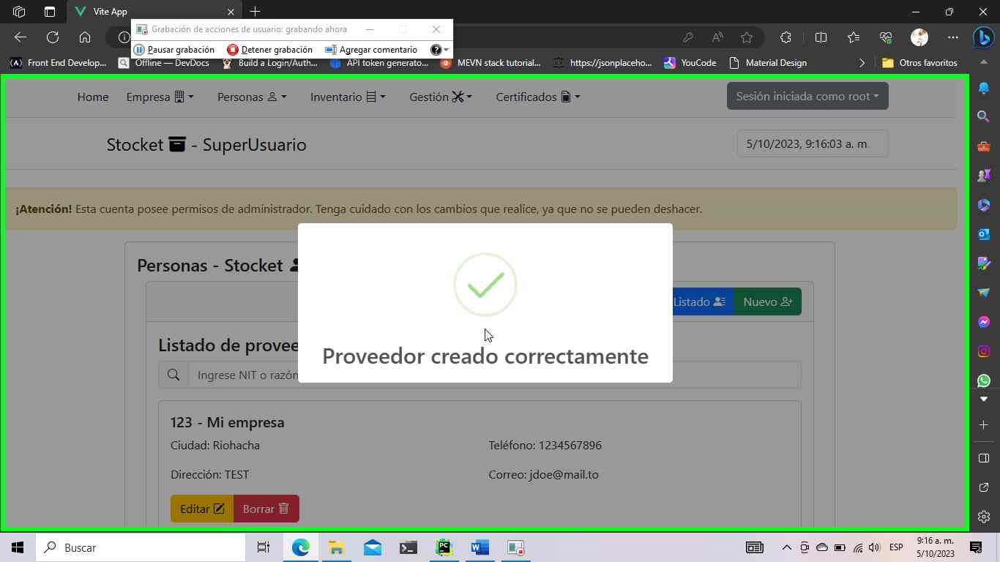 Vite App
Grabación de acciones de usuario: grabando ahora
Pausar grabación Detener grabación Agregar comentario
Front End Develop... Offline — DevDocs Build a Login/Auth... API token generato... MEVN stack tutorial... https://jsonplaceho... YouCode Material Design Otros favoritos
Home Empresa Personas Inventario Gestión Certificados Sesión iniciada como root
Stocket - SuperUsuario 5/10/2023, 9:16:03 a. m.
¡Atención! Esta cuenta posee permisos de administrador. Tenga cuidado con los cambios que realice, ya que no se pueden deshacer.
Personas - Stocket
Listado Nuevo
Listado de provee
Proveedor creado correctamente
Ingrese NIT o razón
123 - Mi empresa
Ciudad: Riohacha Teléfono: 1234567896
Dirección: TEST Correo: jdoe@mail.to
Editar Borrar
Buscar ESP 9:16 a. m.
5/10/2023